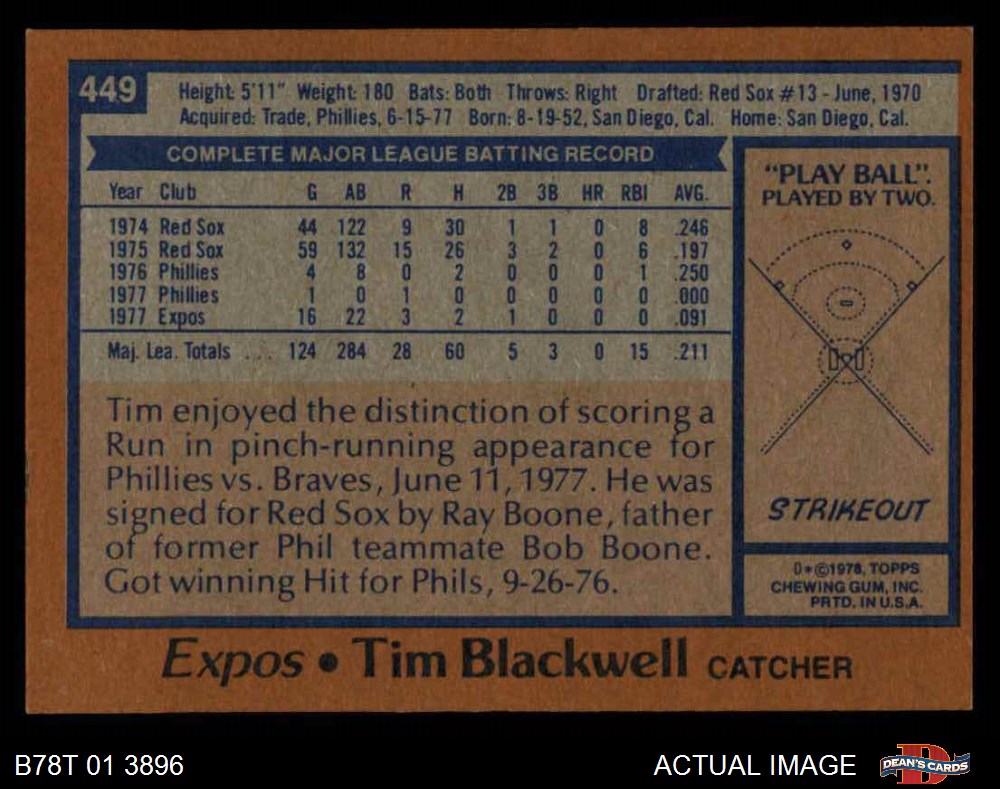 449
Height: 5'11" Weight: 180 Bats: Both Throws: Right Drafted: Red Sox #13 - June, 1970
Acquired: Trade, Phillies, 6-15-77 Born: 8-19-52, San Diego, Cal. Home: San Diego, Cal.
COMPLETE MAJOR LEAGUE BATTING RECORD
Year Club G AB R H 2B 3B HR RBI AVG.
1974 Red Sox 44 122 9 30 1 1 0 8 .246
1975 Red Sox 59 132 15 26 3 2 0 6 .197
1976 Phillies 4 8 0 2 0 0 0 1 .250
1977 Phillies 1 0 1 0 0 0 0 0 .000
1977 Expos 16 22 3 2 1 0 0 0 .091
Maj. Lea. Totals ... 124 284 28 60 5 3 0 15 .211
Tim enjoyed the distinction of scoring a
Run in pinch-running appearance for
Phillies vs. Braves, June 11, 1977. He was
signed for Red Sox by Ray Boone, father
of former Phil teammate Bob Boone.
Got winning Hit for Phils, 9-26-76.
"PLAY BALL".
PLAYED BY TWO.
STRIKEOUT
0*©1978, TOPPS
CHEWING GUM, INC.
PRTD. IN U.S.A.
Expos • Tim Blackwell CATCHER
B78T 01 3896
ACTUAL IMAGE
D
DEAN'S CARDS